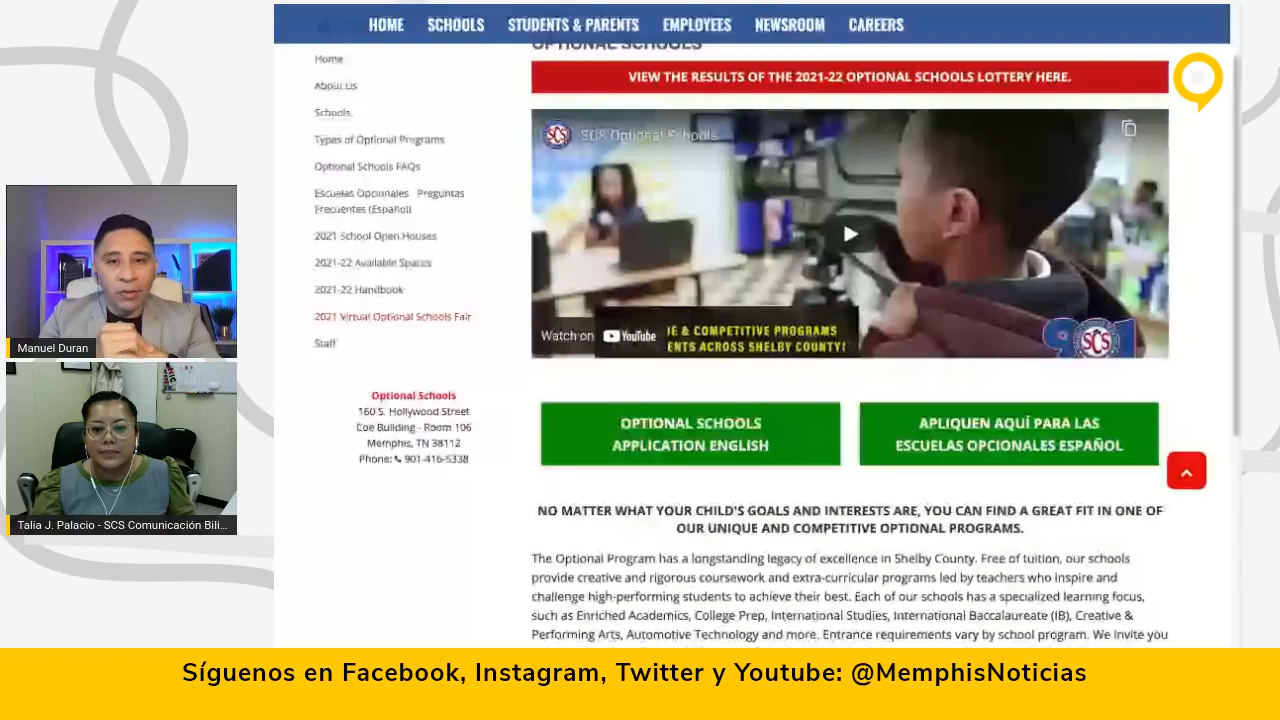 HOME SCHOOLS STUDENTS & PARENTS EMPLOYEES NEWSROOM CAREERS
OPTIONAL SCHOOLS
Home
About Us
Schools
Types of Optional Programs
Optional Schools FAQs
Escuelas Opcionales Preguntas
Frecuentes (Español)
2021 School Open Houses
2021-22 Available Spaces
2021-22 Handbook
2021 Virtual Optional Schools Fair
Staff
Optional Schools
160 S. Hollywood Street
Coe Building - Room 106
Memphis, TN 38112
Phone: 901-416-5338
VIEW THE RESULTS OF THE 2021-22 OPTIONAL SCHOOLS LOTTERY HERE.
SCS
SCS Optional Schools
Watch on YouTube
E & COMPETITIVE PROGRAMS
ENTS ACROSS SHELBY COUNTY!
SCS
OPTIONAL SCHOOLS
APPLICATION ENGLISH
APLIQUEN AQUÍ PARA LAS
ESCUELAS OPCIONALES ESPAÑOL
NO MATTER WHAT YOUR CHILD'S GOALS AND INTERESTS ARE, YOU CAN FIND A GREAT FIT IN ONE OF
OUR UNIQUE AND COMPETITIVE OPTIONAL PROGRAMS.
The Optional Program has a longstanding legacy of excellence in Shelby County. Free of tuition, our schools
provide creative and rigorous coursework and extra-curricular programs led by teachers who inspire and
challenge high-performing students to achieve their best. Each of our schools has a specialized learning focus,
such as Enriched Academics, College Prep, International Studies, International Baccalaureate (IB), Creative &
Performing Arts, Automotive Technology and more. Entrance requirements vary by school program. We invite you
Manuel Duran
Talia J. Palacio - SCS Comunicación Bili...
Síguenos en Facebook, Instagram, Twitter y Youtube: @MemphisNoticias